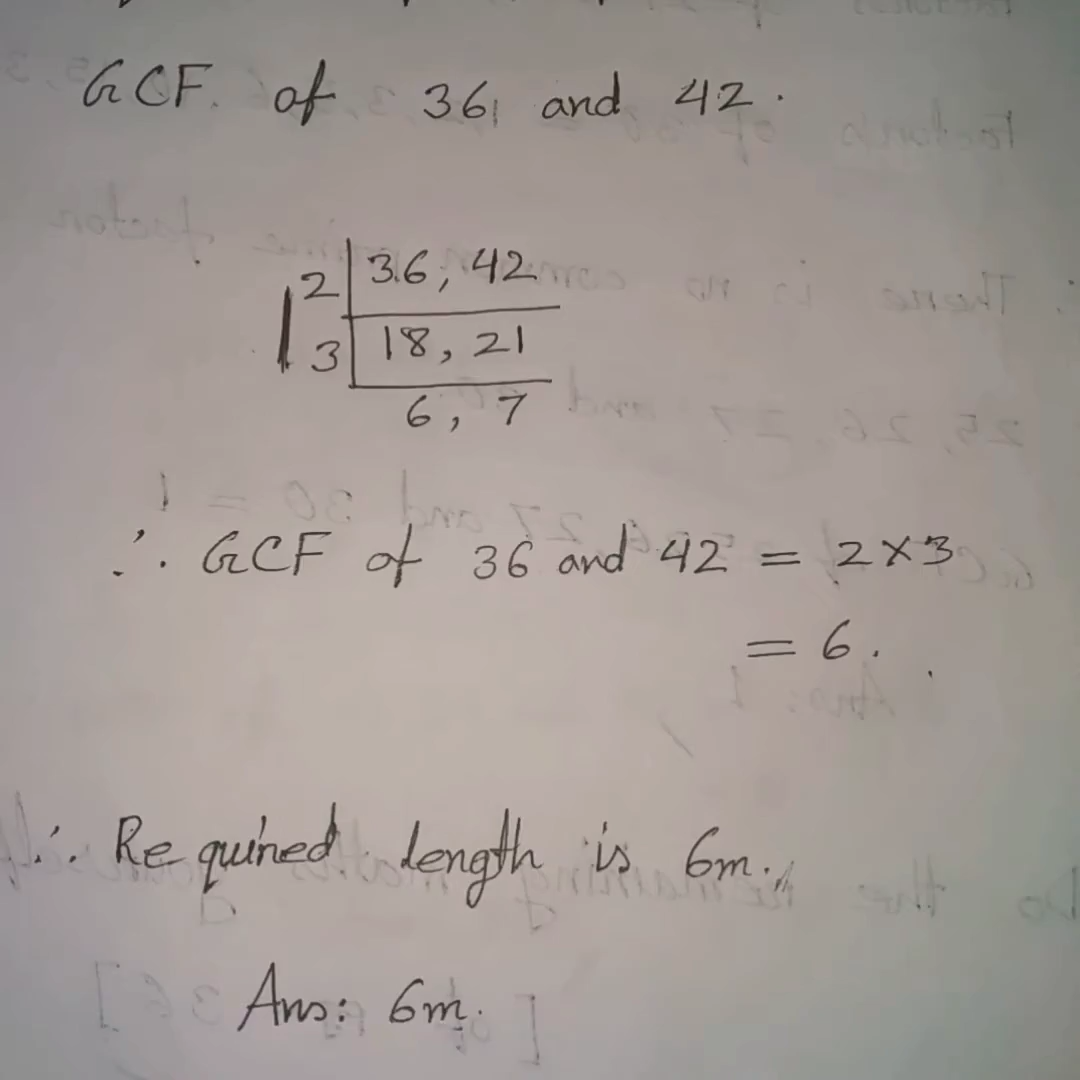 GCF of 36, and 42.
2 | 36, 42
3 | 18, 21
6, 7
∴ GCF of 36 and 42 = 2×3
= 6.
∴ Required length is 6m.
Ans: 6m.